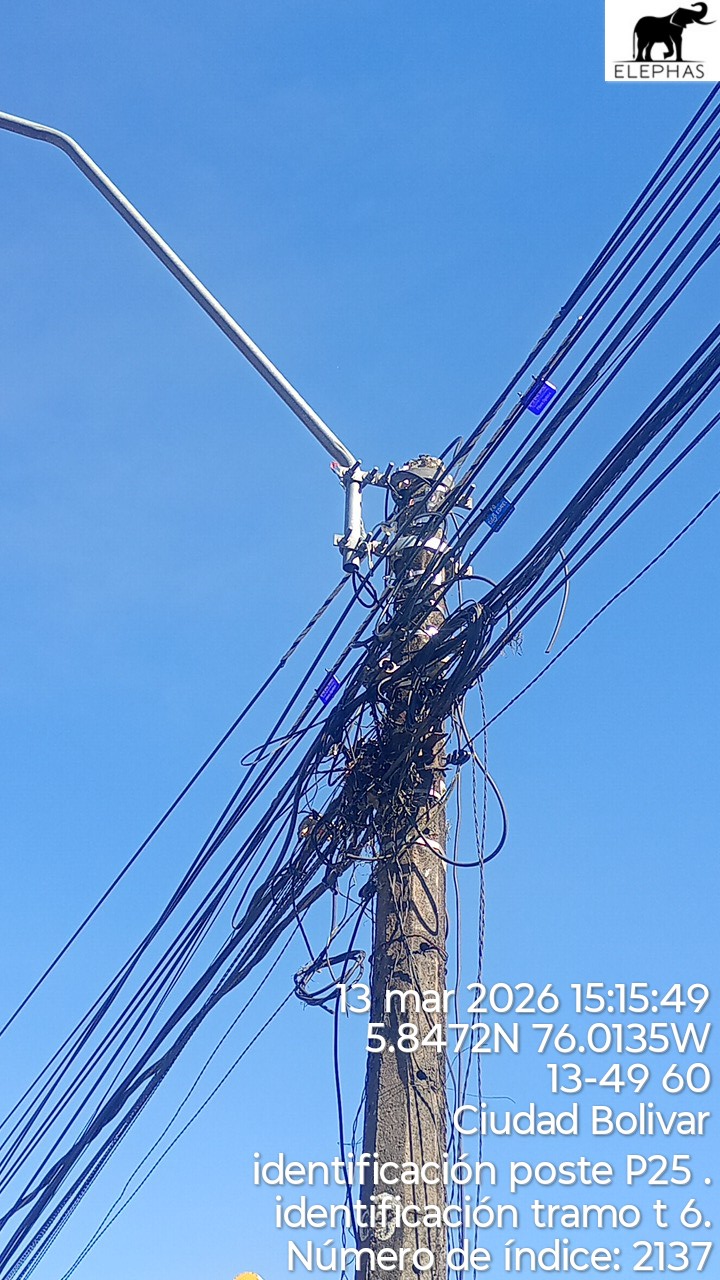 ELEPHAS
13 mar 2026 15:15:49
5.8472N 76.0135W
13-49 60
Ciudad Bolivar
identificación poste P25 .
identificación tramo t 6.
Número de índice: 2137